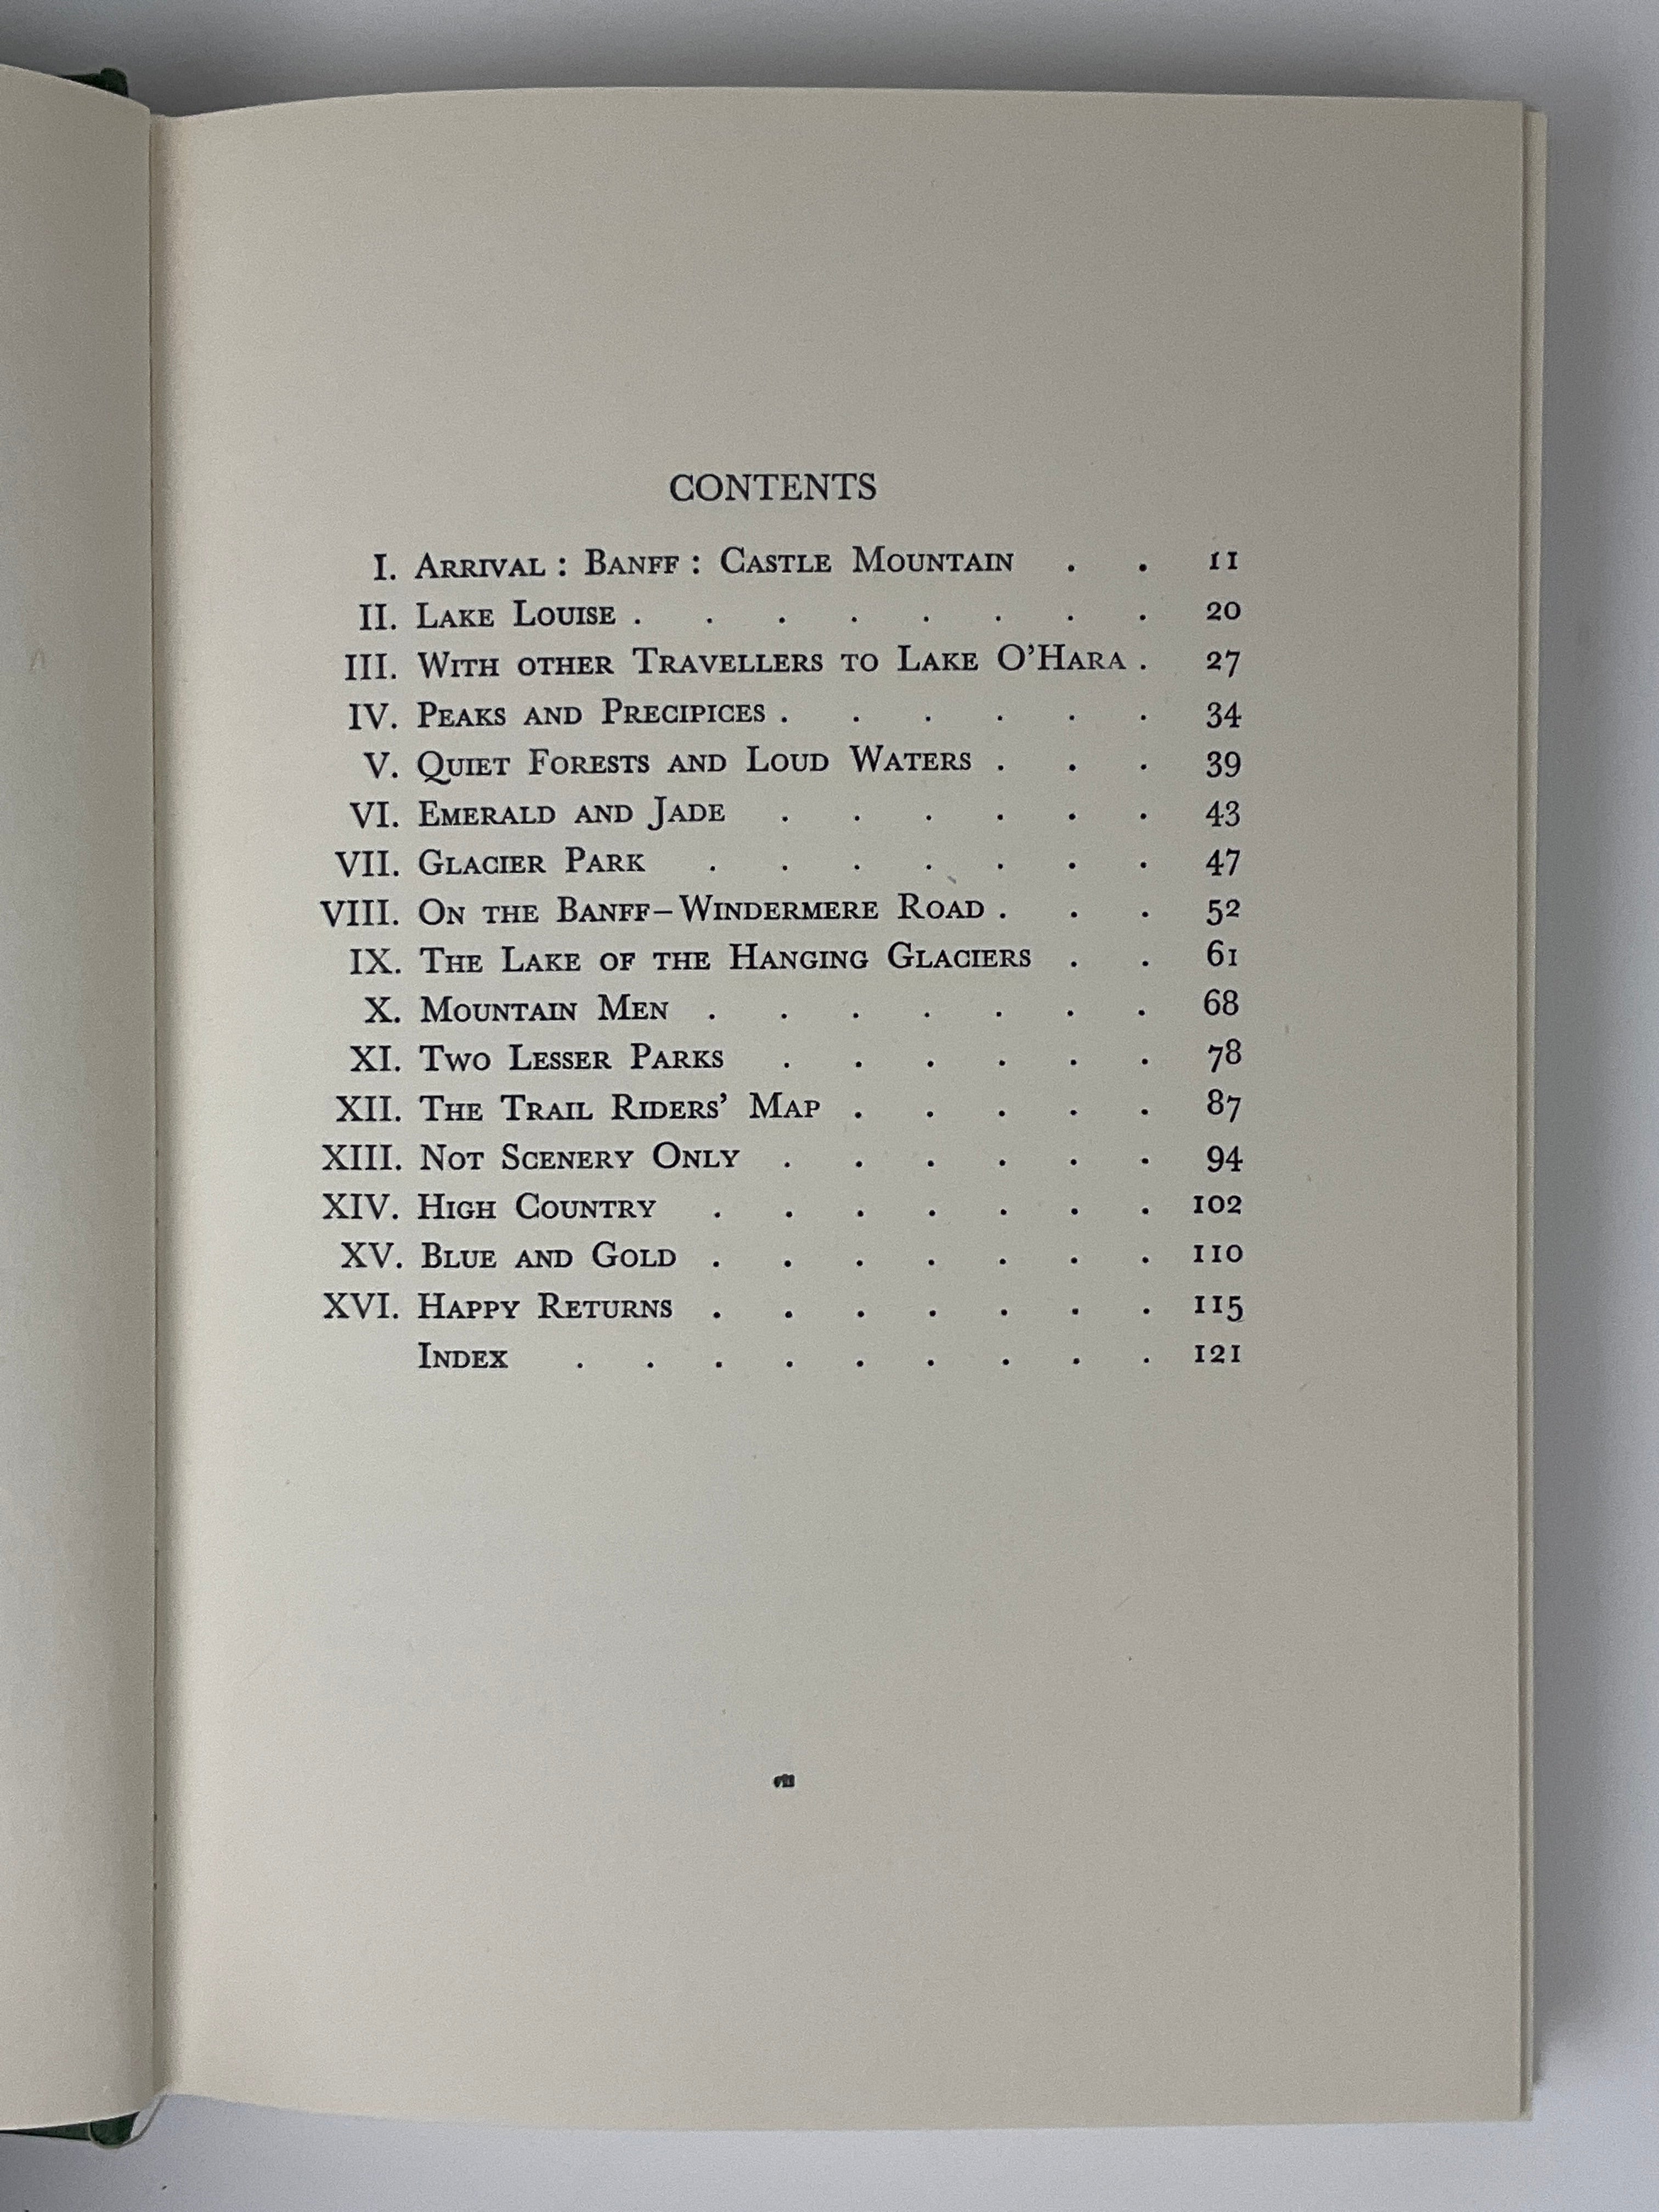 CONTENTS
I. Arrival : Banff : Castle Mountain . . 11
II. Lake Louise . . . . . . . . 20
III. With other Travellers to Lake O'Hara . 27
IV. Peaks and Precipices . . . . . . 34
V. Quiet Forests and Loud Waters . . . 39
VI. Emerald and Jade . . . . . . 43
VII. Glacier Park . . . . . . . 47
VIII. On the Banff–Windermere Road . . . 52
IX. The Lake of the Hanging Glaciers . . 61
X. Mountain Men . . . . . . . 68
XI. Two Lesser Parks . . . . . . 78
XII. The Trail Riders' Map . . . . . 87
XIII. Not Scenery Only . . . . . . 94
XIV. High Country . . . . . . . 102
XV. Blue and Gold . . . . . . . 110
XVI. Happy Returns . . . . . . . 115
Index . . . . . . . . . 121